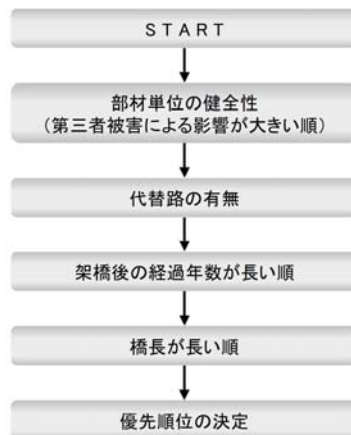 START
部材単位の健全性
（第三者被害による影響が大きい順）
代替路の有無
架橋後の経過年数が長い順
橋長が長い順
優先順位の決定